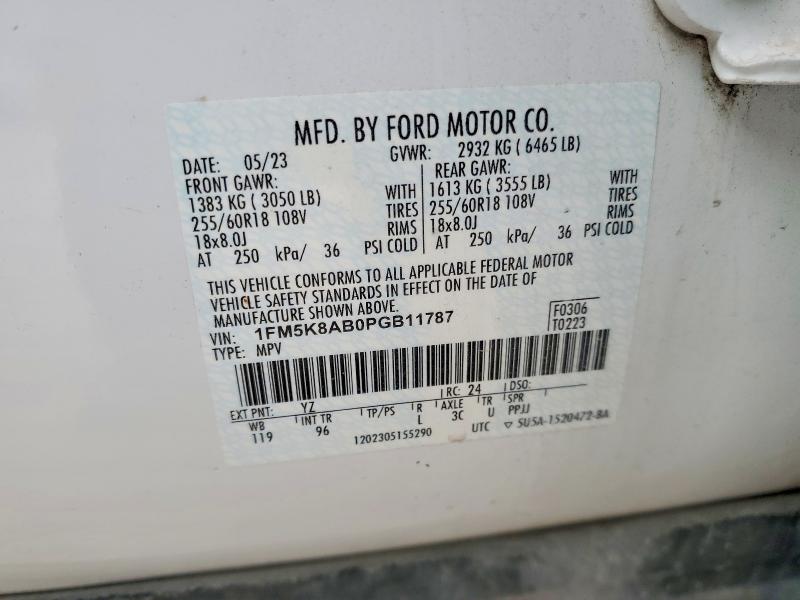 MFD. BY FORD MOTOR CO.
DATE: 05/23 GVWR: 2932 KG ( 6465 LB)
FRONT GAWR: REAR GAWR:
1383 KG ( 3050 LB) WITH 1613 KG ( 3555 LB) WITH
255/60R18 108V TIRES 255/60R18 108V TIRES
18x8.0J RIMS 18x8.0J RIMS
AT 250 kPa/ 36 PSI COLD AT 250 kPa/ 36 PSI COLD
THIS VEHICLE CONFORMS TO ALL APPLICABLE FEDERAL MOTOR
VEHICLE SAFETY STANDARDS IN EFFECT ON THE DATE OF
MANUFACTURE SHOWN ABOVE.
VIN: 1FM5K8AB0PGB11787 F0306
TYPE: MPV T0223
EXT PNT: YZ RC: 24 DSO:
WB INT TR TP/PS R AXLE TR SPR
119 96 L 3C U PPJJ
1202305155290 UTC ▽ 5U5A-1520472-BA